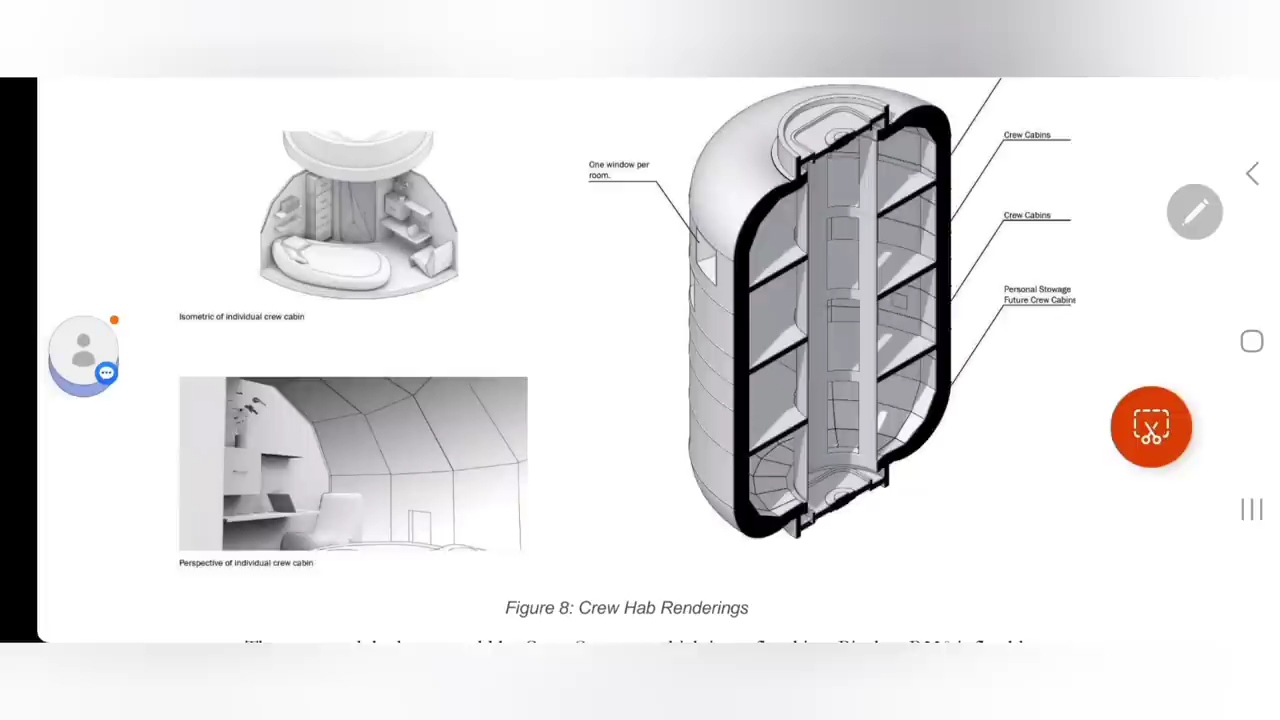 One window per
room.
Crew Cabins
Crew Cabins
Personal Stowage
Future Crew Cabins
Isometric of individual crew cabin
Perspective of individual crew cabin
Figure 8: Crew Hab Renderings